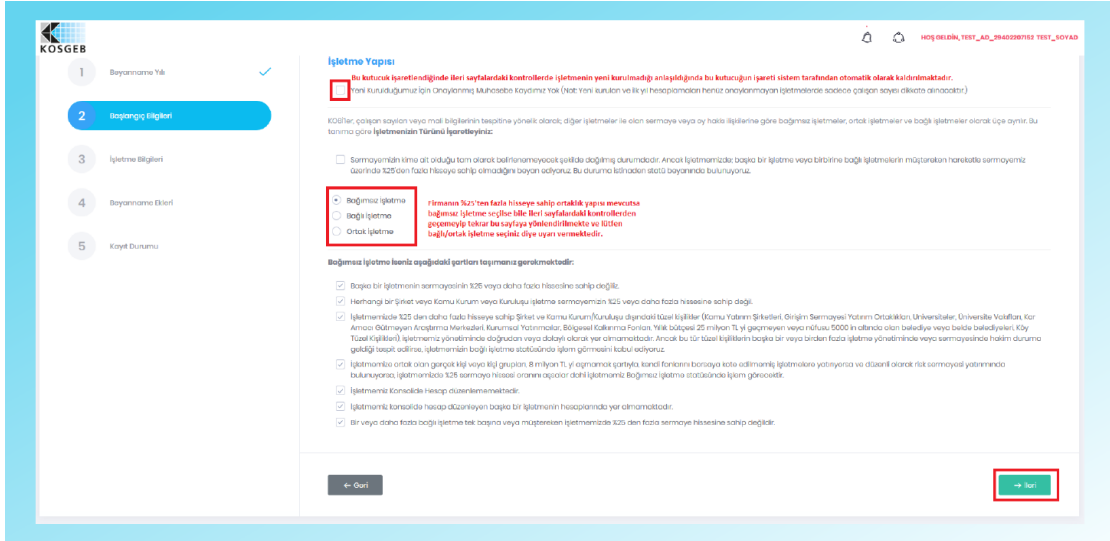 KOSGEB
HOŞ GELDİN, TEST_AD_29402207152 TEST_SOYAD
1 Beyanname Yılı
2 Başlangıç Bilgileri
3 İşletme Bilgileri
4 Beyanname Ekleri
5 Kayıt Durumu
İşletme Yapısı
Bu kutucuk işaretlendiğinde ileri sayfalardaki kontrollerde işletmenin yeni kurulmadığı anlaşıldığında bu kutucuğun işareti sistem tarafından otomatik olarak kaldırılmaktadır.
Yeni Kurulduğumuz İçin Onaylanmış Muhasebe Kaydımız Yok (Not: Yeni kurulan ve ilk yıl hesaplamaları henüz onaylanmayan işletmelerde sadece çalışan sayısı dikkate alınacaktır.)
KOBİ'ler, çalışan sayıları veya mali bilgilerinin tespitine yönelik olarak; diğer işletmeler ile olan sermaye veya oy hakkı ilişkilerine göre bağımsız işletmeler, ortak işletmeler ve bağlı işletmeler olarak üçe ayrılır. Bu
tanıma göre İşletmenizin Türünü İşaretleyiniz:
Sermayemizin kime ait olduğu tam olarak belirlenemeyecek şekilde dağılmış durumdadır. Ancak İşletmemizde; başka bir işletme veya birbirine bağlı işletmelerin müştereken hareketle sermayemiz
üzerinde %25'den fazla hisseye sahip olmadığını beyan ediyoruz. Bu duruma istinaden statü beyanında bulunuyoruz.
Bağımsız İşletme
Bağlı İşletme
Ortak İşletme
Firmanın %25'ten fazla hisseye sahip ortaklık yapısı mevcutsa
bağımsız işletme seçilse bile ileri sayfalardaki kontrollerden
geçemeyip tekrar bu sayfaya yönlendirilmekte ve lütfen
bağlı/ortak işletme seçiniz diye uyarı vermektedir.
Bağımsız İşletme iseniz aşağıdaki şartları taşımanız gerekmektedir:
Başka bir işletmenin sermayesinin %25 veya daha fazla hissesine sahip değiliz.
Herhangi bir Şirket veya Kamu Kurum veya Kuruluşu işletme sermayemizin %25 veya daha fazla hissesine sahip değil.
İşletmemizde %25 den daha fazla hisseye sahip Şirket ve Kamu Kurum/Kuruluşu dışındaki tüzel kişilikler (Kamu Yatırım Şirketleri, Girişim Sermayesi Yatırım Ortaklıkları, Üniversiteler, Üniversite Vakıfları, Kar
Amacı Gütmeyen Araştırma Merkezleri, Kurumsal Yatırımcılar, Bölgesel Kalkınma Fonları, Yıllık bütçesi 25 milyon TL yi geçmeyen veya nüfusu 5000 in altında olan belediye veya belde belediyeleri, Köy
Tüzel Kişilikleri) işletmemiz yönetiminde doğrudan veya dolaylı olarak yer almamaktadır. Ancak bu tür tüzel kişiliklerin başka bir veya birden fazla işletme yönetiminde veya sermayesinde hakim duruma
geldiği tespit edilirse, işletmemizin bağlı işletme statüsünde işlem görmesini kabul ediyoruz.
İşletmemize ortak olan gerçek kişi veya kişi grupları, 8 milyon TL yi aşmamak şartıyla, kendi fonlarını borsaya kote edilmemiş işletmelere yatırıyorsa ve düzenli olarak risk sermayesi yatırımında
bulunuyorsa, işletmemizde %25 sermaye hissesi oranını aşsalar dahi işletmemiz Bağımsız işletme statüsünde işlem görecektir.
İşletmemiz Konsolide Hesap düzenlememektedir.
İşletmemiz konsolide hesap düzenleyen başka bir işletmenin hesaplarında yer almamaktadır.
Bir veya daha fazla bağlı işletme tek başına veya müştereken işletmemizde %25 den fazla sermaye hissesine sahip değildir.
← Geri
→ İleri